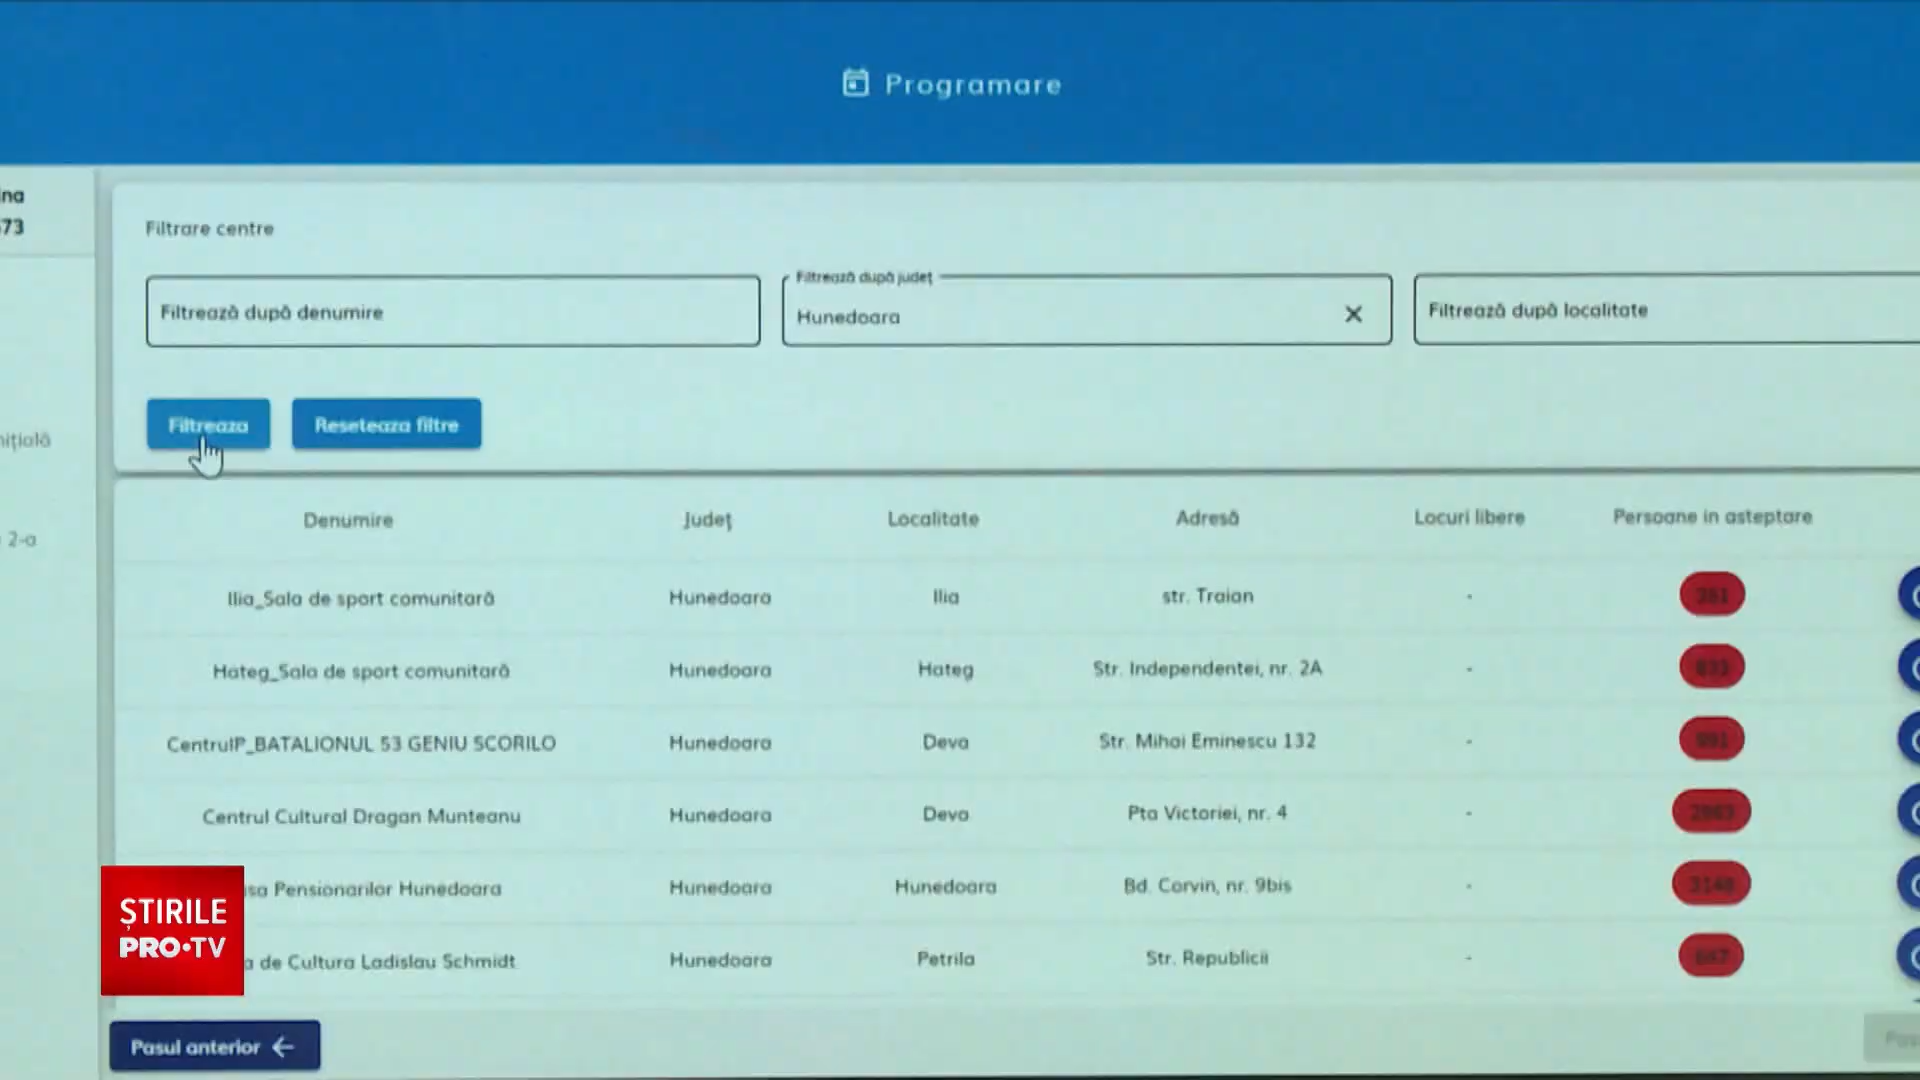 Programare
na
673
Filtrare centre
Filtrează după denumire
Filtrează după județ
Hunedoara
Filtrează după localitate
Filtreaza
Reseteaza filtre
nițială
2-a
Denumire Județ Localitate Adresă Locuri libere Persoane in asteptare
Ilia_Sala de sport comunitară Hunedoara Ilia str. Traian -
Hateg_Sala de sport comunitară Hunedoara Hateg Str. Independentei, nr. 2A -
CentrulP_BATALIONUL 53 GENIU SCORILO Hunedoara Deva Str. Mihai Eminescu 132 -
Centrul Cultural Dragan Munteanu Hunedoara Deva Pta Victoriei, nr. 4 -
sa Pensionarilor Hunedoara Hunedoara Hunedoara Bd. Corvin, nr. 9bis -
a de Cultura Ladislau Schmidt Hunedoara Petrila Str. Republicii -
ȘTIRILE
PRO•TV
Pasul anterior